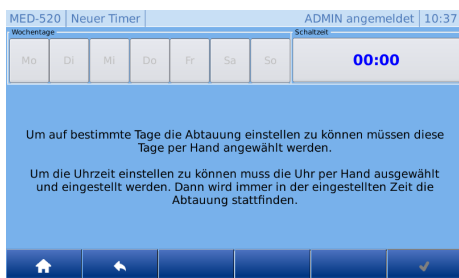 MED-520 Neuer Timer ADMIN angemeldet 10:37
Wochentage Schaltzeit
Mo Di Mi Do Fr Sa So 00:00
Um auf bestimmte Tage die Abtauung einstellen zu können müssen diese
Tage per Hand angewählt werden.
Um die Uhrzeit einstellen zu können muss die Uhr per Hand ausgewählt
und eingestellt werden. Dann wird immer in der eingestellten Zeit die
Abtauung stattfinden.